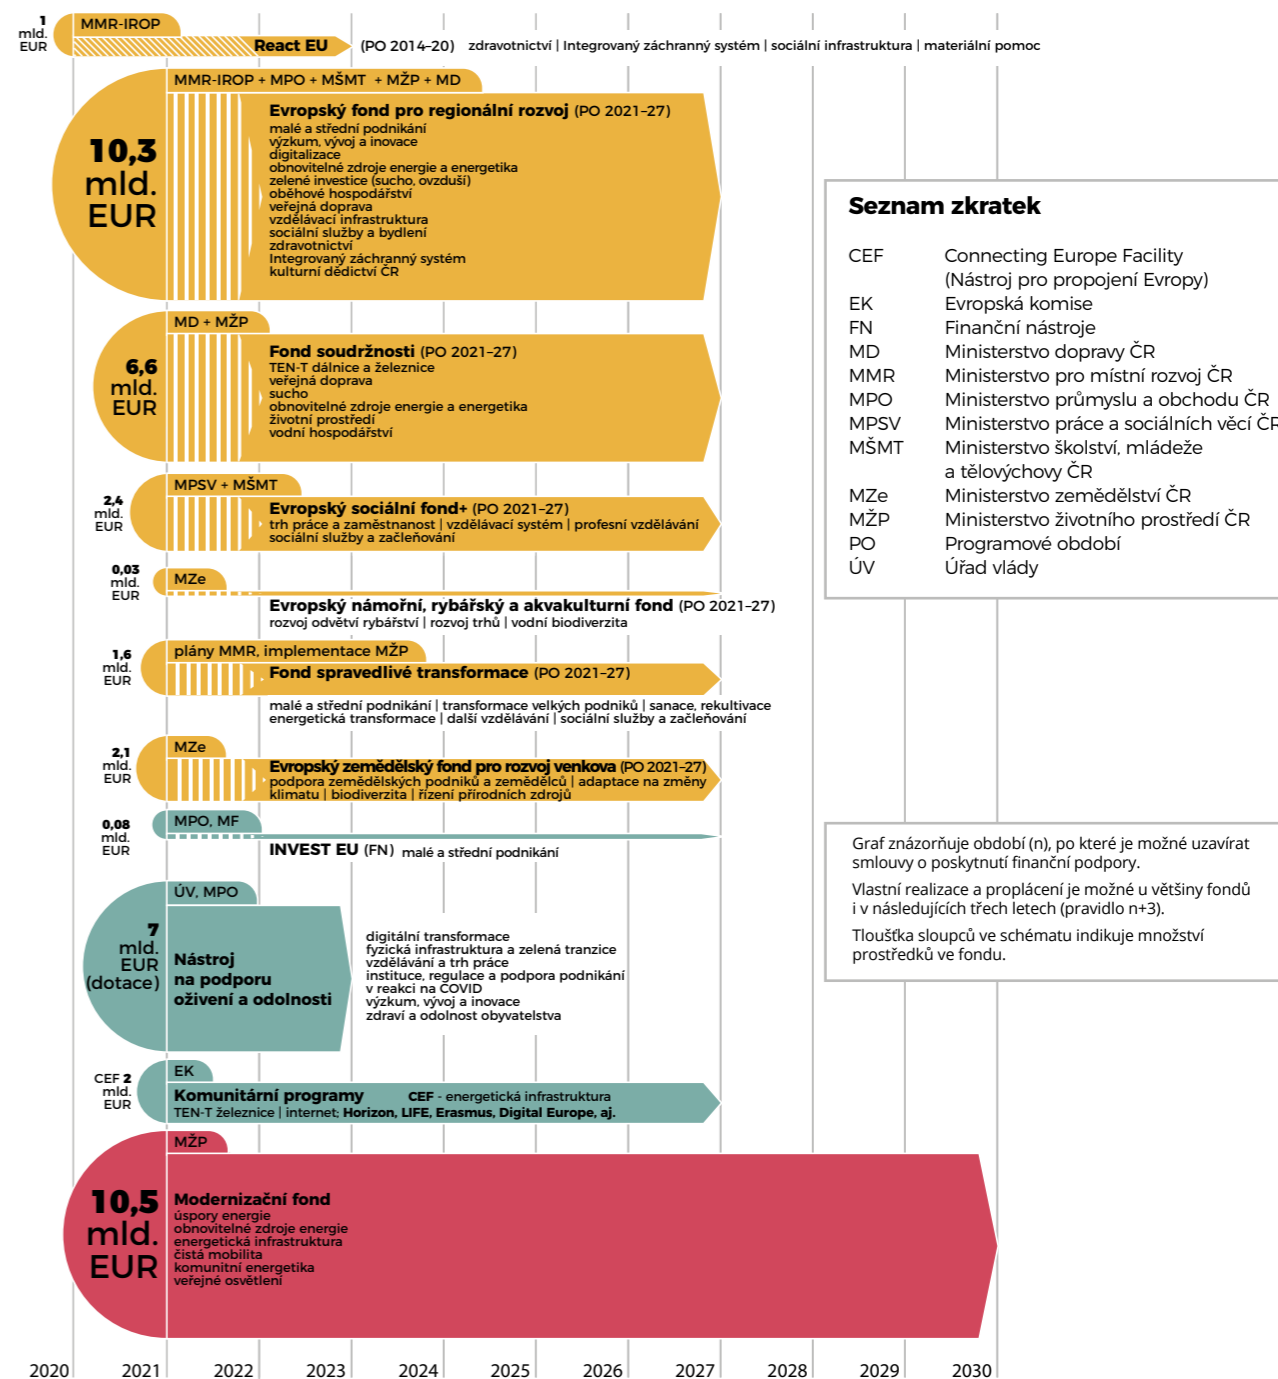 1
mld.
EUR
MMR-IROP
React EU (PO 2014–20) zdravotnictví | Integrovaný záchranný systém | sociální infrastruktura | materiální pomoc
MMR-IROP + MPO + MŠMT + MŽP + MD
10,3
mld.
EUR
Evropský fond pro regionální rozvoj (PO 2021–27)
malé a střední podnikání
výzkum, vývoj a inovace
digitalizace
obnovitelné zdroje energie a energetika
zelené investice (sucho, ovzduší)
oběhové hospodářství
veřejná doprava
vzdělávací infrastruktura
sociální služby a bydlení
zdravotnictví
Integrovaný záchranný systém
kulturní dědictví ČR
MD + MŽP
6,6
mld.
EUR
Fond soudržnosti (PO 2021–27)
TEN-T dálnice a železnice
veřejná doprava
sucho
obnovitelné zdroje energie a energetika
životní prostředí
vodní hospodářství
MPSV + MŠMT
2,4
mld.
EUR
Evropský sociální fond+ (PO 2021–27)
trh práce a zaměstnanost | vzdělávací systém | profesní vzdělávání
sociální služby a začleňování
0,03
mld.
EUR
MZe
Evropský námořní, rybářský a akvakulturní fond (PO 2021–27)
rozvoj odvětví rybářství | rozvoj trhů | vodní biodiverzita
plány MMR, implementace MŽP
1,6
mld.
EUR
Fond spravedlivé transformace (PO 2021–27)
malé a střední podnikání | transformace velkých podniků | sanace, rekultivace
energetická transformace | další vzdělávání | sociální služby a začleňování
MZe
2,1
mld.
EUR
Evropský zemědělský fond pro rozvoj venkova (PO 2021–27)
podpora zemědělských podniků a zemědělců | adaptace na změny
klimatu | biodiverzita | řízení přírodních zdrojů
0,08
mld.
EUR
MPO, MF
INVEST EU (FN) malé a střední podnikání
ÚV, MPO
7
mld.
EUR
(dotace)
Nástroj
na podporu
oživení a odolnosti
digitální transformace
fyzická infrastruktura a zelená tranzice
vzdělávání a trh práce
instituce, regulace a podpora podnikání
v reakci na COVID
výzkum, vývoj a inovace
zdraví a odolnost obyvatelstva
EK
CEF 2
mld.
EUR
Komunitární programy CEF - energetická infrastruktura
TEN-T železnice | internet; Horizon, LIFE, Erasmus, Digital Europe, aj.
MŽP
10,5
mld.
EUR
Modernizační fond
úspory energie
obnovitelné zdroje energie
energetická infrastruktura
čistá mobilita
komunitní energetika
veřejné osvětlení
2020 2021 2022 2023 2024 2025 2026 2027 2028 2029 2030
Seznam zkratek
CEF Connecting Europe Facility
(Nástroj pro propojení Evropy)
EK Evropská komise
FN Finanční nástroje
MD Ministerstvo dopravy ČR
MMR Ministerstvo pro místní rozvoj ČR
MPO Ministerstvo průmyslu a obchodu ČR
MPSV Ministerstvo práce a sociálních věcí ČR
MŠMT Ministerstvo školství, mládeže
a tělovýchovy ČR
MZe Ministerstvo zemědělství ČR
MŽP Ministerstvo životního prostředí ČR
PO Programové období
ÚV Úřad vlády
Graf znázorňuje období (n), po které je možné uzavírat
smlouvy o poskytnutí finanční podpory.
Vlastní realizace a proplácení je možné u většiny fondů
i v následujících třech letech (pravidlo n+3).
Tloušťka sloupců ve schématu indikuje množství
prostředků ve fondu.